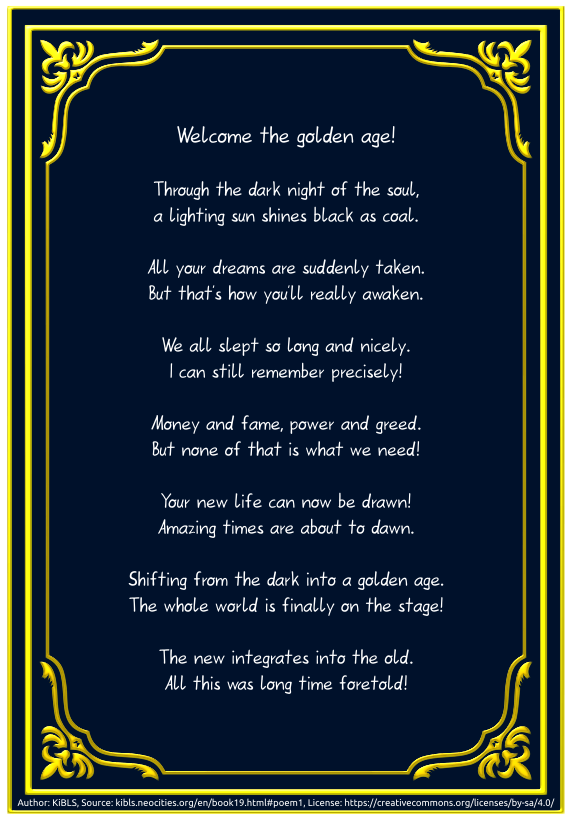 Welcome the golden age!
Through the dark night of the soul,
a lighting sun shines black as coal.
All your dreams are suddenly taken.
But that's how you'll really awaken.
We all slept so long and nicely.
I can still remember precisely!
Money and fame, power and greed.
But none of that is what we need!
Your new life can now be drawn!
Amazing times are about to dawn.
Shifting from the dark into a golden age.
The whole world is finally on the stage!
The new integrates into the old.
All this was long time foretold!
Author: KiBLS, Source: kibls.neocities.org/en/book19.html#poem1, License: https://creativecommons.org/licenses/by-sa/4.0/